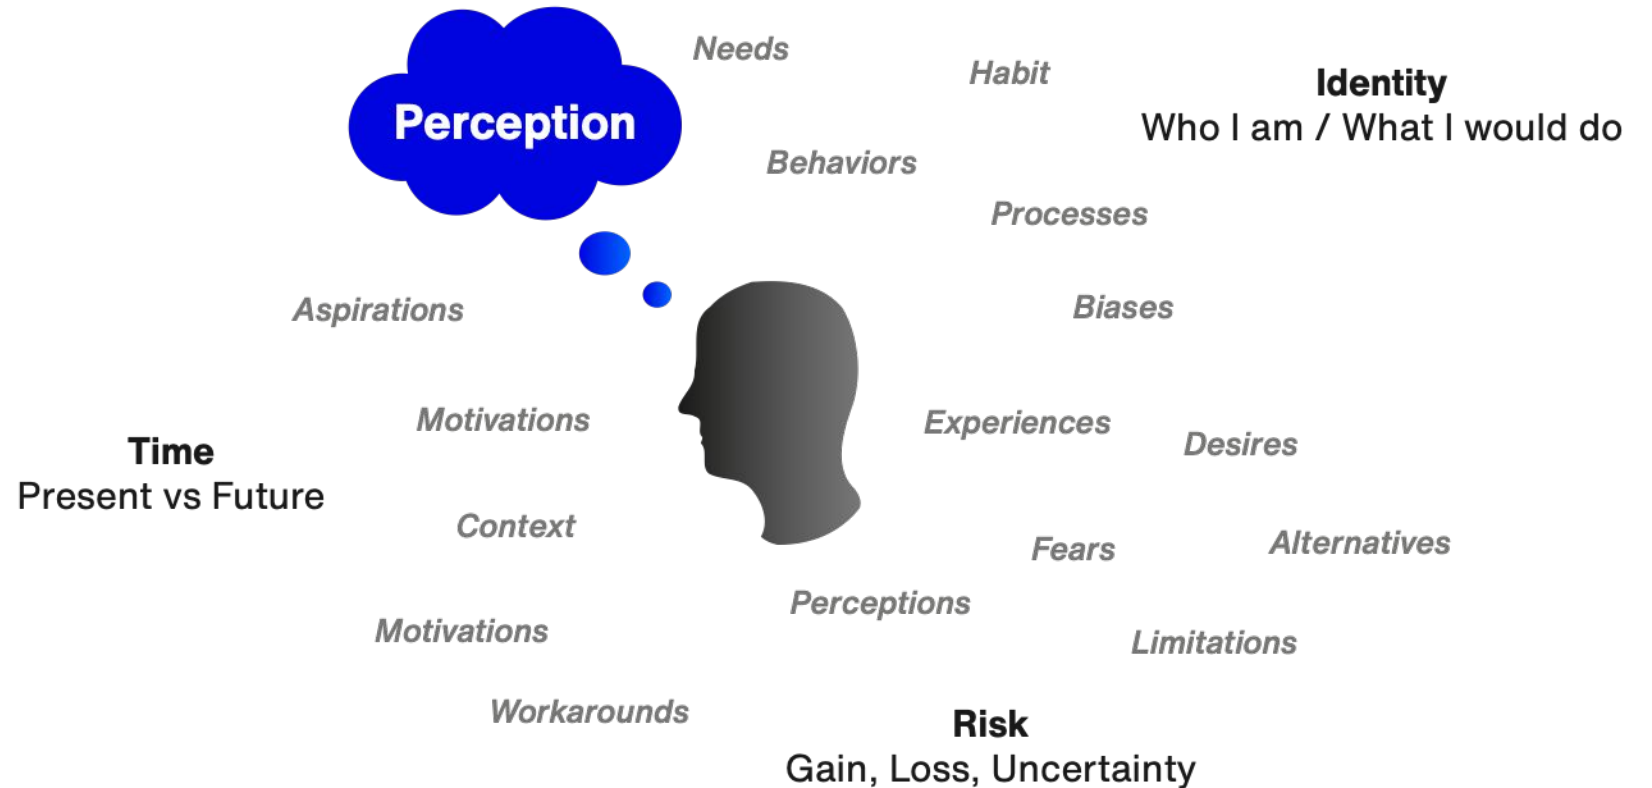 Needs
Habit
Identity
Who I am / What I would do
Perception
Behaviors
Processes
Aspirations
Biases
Motivations
Experiences
Desires
Time
Present vs Future
Context
Fears
Alternatives
Perceptions
Motivations
Limitations
Workarounds
Risk
Gain, Loss, Uncertainty